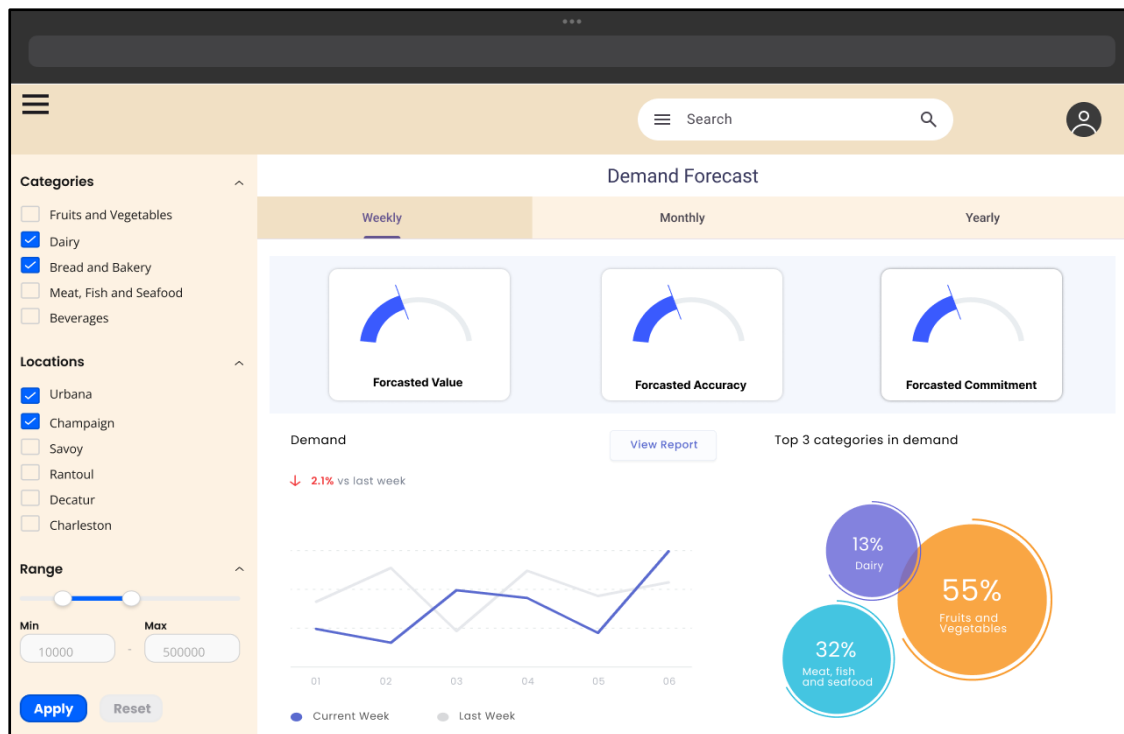 Search
Categories
Fruits and Vegetables
Dairy
Bread and Bakery
Meat, Fish and Seafood
Beverages
Locations
Urbana
Champaign
Savoy
Rantoul
Decatur
Charleston
Range
Min
Max
10000
-
500000
Apply
Reset
Demand Forecast
Weekly
Monthly
Yearly
Forcasted Value
Forcasted Accuracy
Forcasted Commitment
Demand
View Report
2.1% vs last week
01 02 03 04 05 06
Current Week
Last Week
Top 3 categories in demand
13%
Dairy
55%
Fruits and
Vegetables
32%
Meat, fish
and seafood